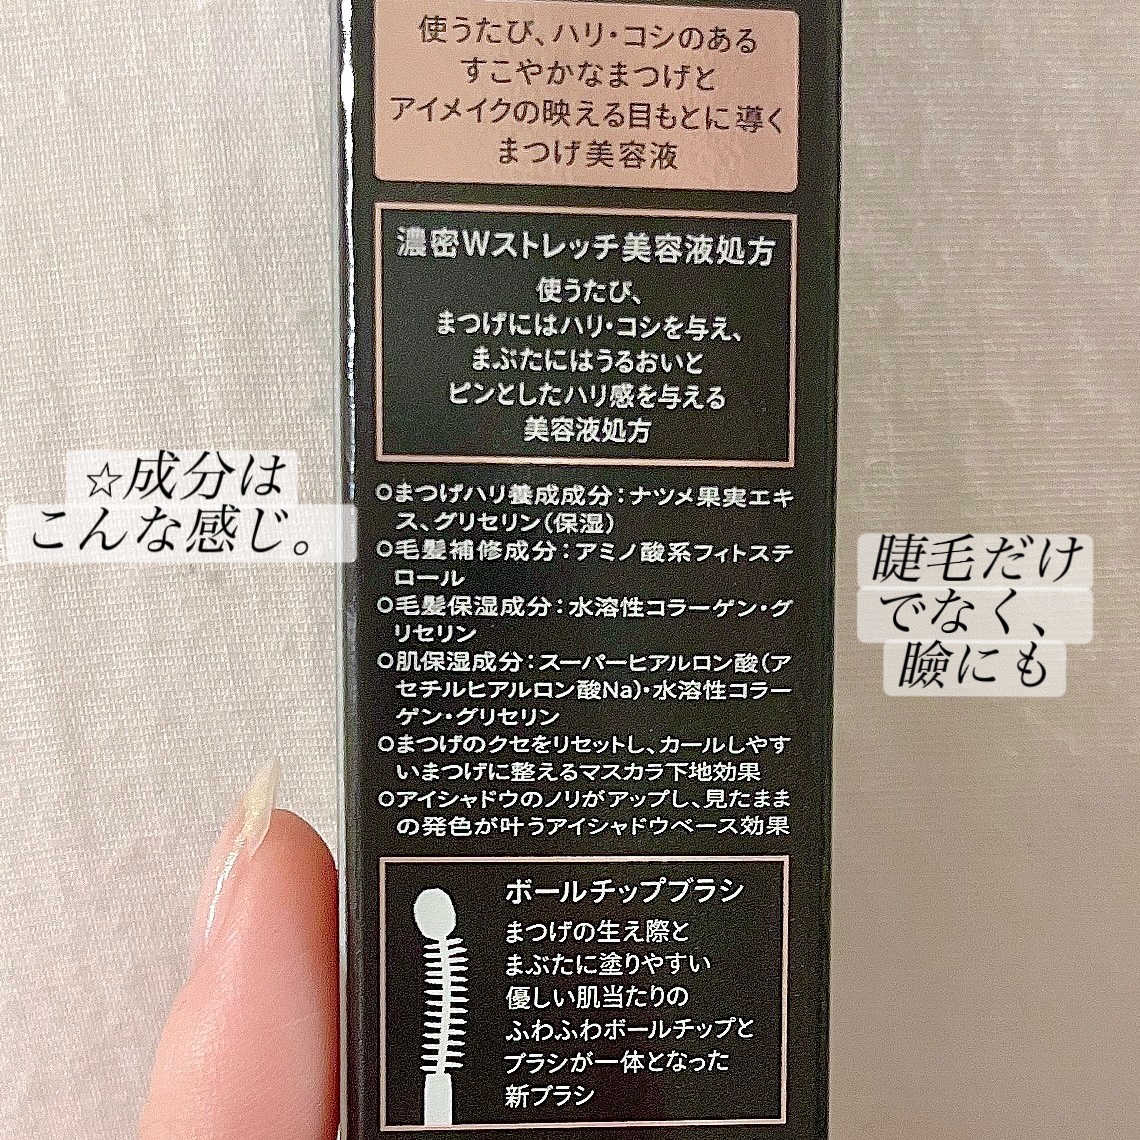 使うたび、ハリ・コシのある
すこやかなまつげと
アイメイクの映える目もとに導く
まつげ美容液
濃密Wストレッチ美容液処方
使うたび、
まつげにはハリ・コシを与え、
まぶたにはうるおいと
ピンとしたハリ感を与える
美容液処方
○まつげハリ養成成分：ナツメ果実エキ
ス、グリセリン（保湿）
○毛髪補修成分：アミノ酸系フィトステ
ロール
○毛髪保湿成分：水溶性コラーゲン・グ
リセリン
○肌保湿成分：スーパーヒアルロン酸（ア
セチルヒアルロン酸Na）・水溶性コラー
ゲン・グリセリン
○まつげのクセをリセットし、カールしやす
いまつげに整えるマスカラ下地効果
○アイシャドウのノリがアップし、見たまま
の発色が叶うアイシャドウベース効果
ボールチップブラシ
まつげの生え際と
まぶたに塗りやすい
優しい肌当たりの
ふわふわボールチップと
ブラシが一体となった
新ブラシ
☆成分は
こんな感じ。
睫毛だけ
でなく、
瞼にも